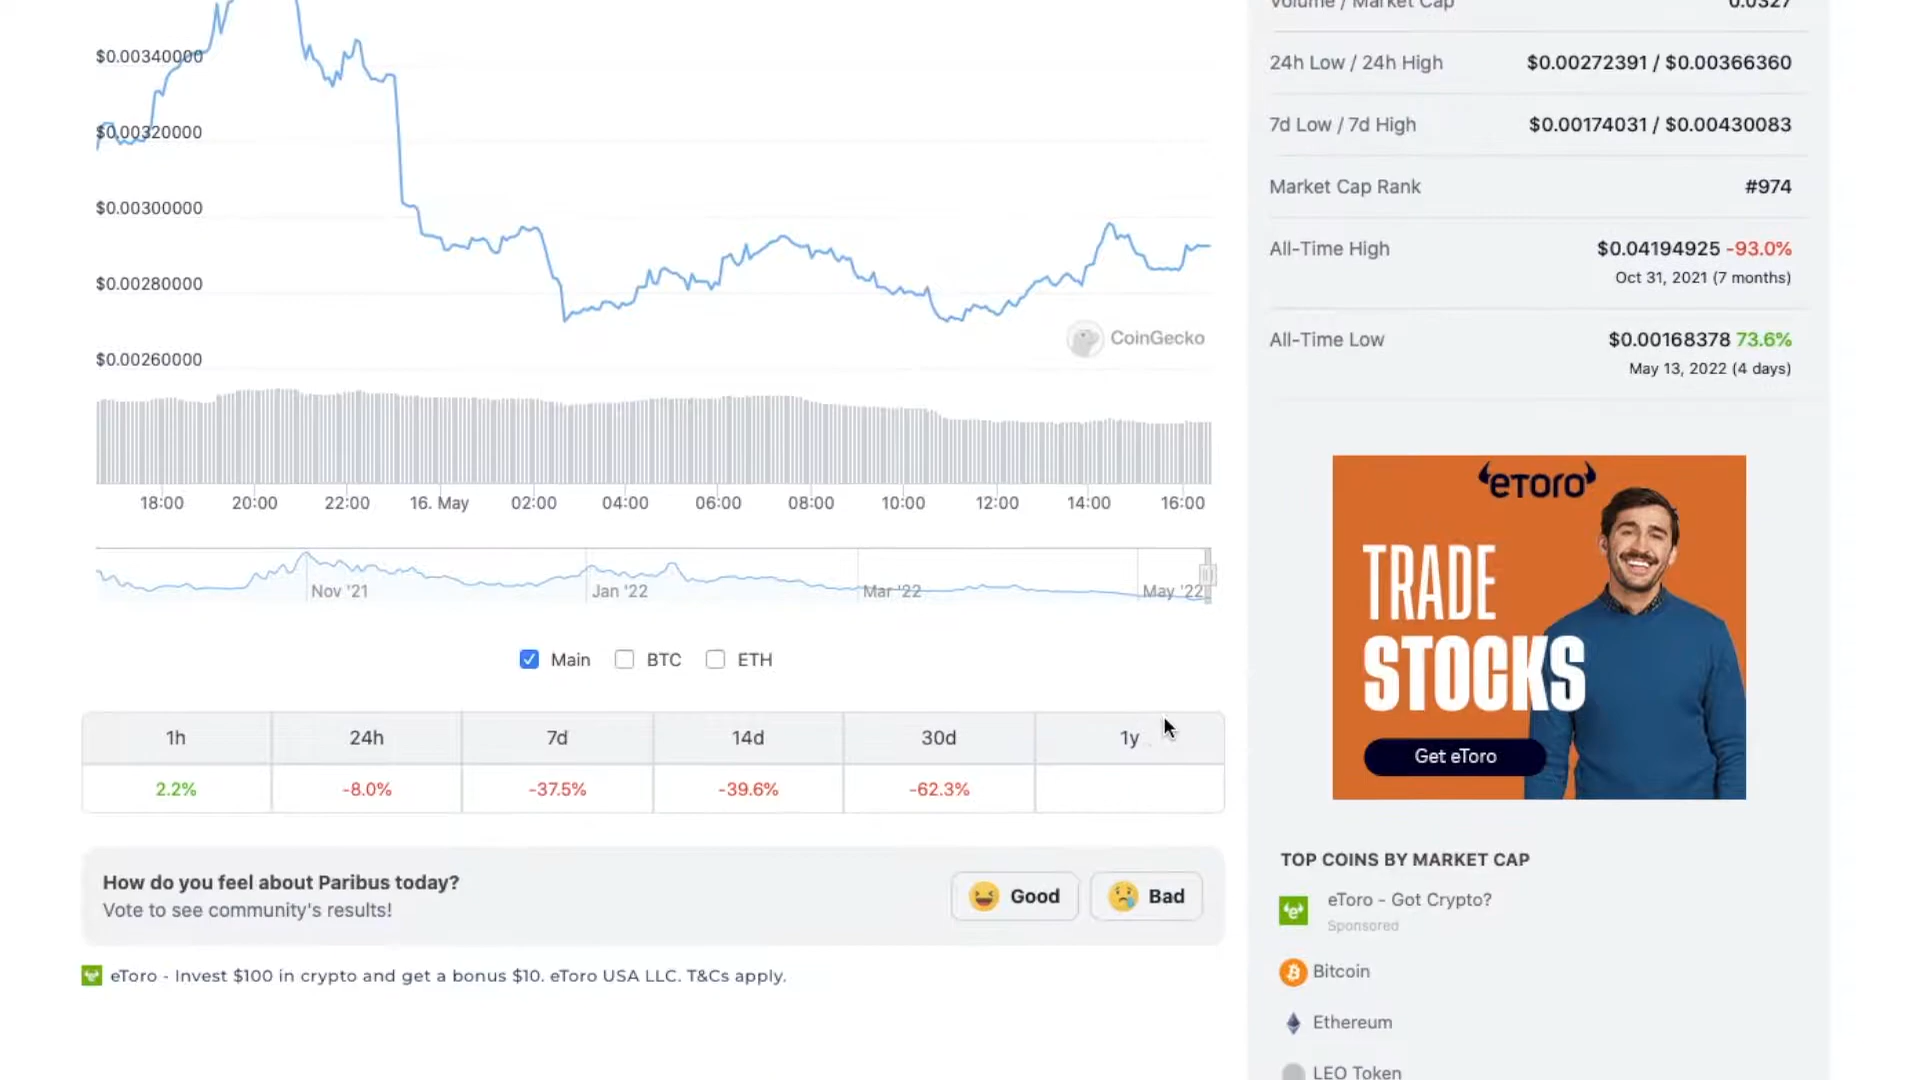 $0.00340000
$0.00320000
$0.00300000
$0.00280000
$0.00260000
CoinGecko
18:00 20:00 22:00 16. May 02:00 04:00 06:00 08:00 10:00 12:00 14:00 16:00
Nov '21 Jan '22 Mar '22 May '22
Main BTC ETH
1h 24h 7d 14d 30d 1y
2.2% -8.0% -37.5% -39.6% -62.3%
How do you feel about Paribus today?
Vote to see community's results!
Good Bad
eToro - Invest $100 in crypto and get a bonus $10. eToro USA LLC. T&Cs apply.
Volume / Market Cap 0.0327
24h Low / 24h High $0.00272391 / $0.00366360
7d Low / 7d High $0.00174031 / $0.00430083
Market Cap Rank #974
All-Time High $0.04194925 -93.0%
Oct 31, 2021 (7 months)
All-Time Low $0.00168378 73.6%
May 13, 2022 (4 days)
eToro
TRADE
STOCKS
Get eToro
TOP COINS BY MARKET CAP
eToro - Got Crypto?
Sponsored
Bitcoin
Ethereum
LEO Token